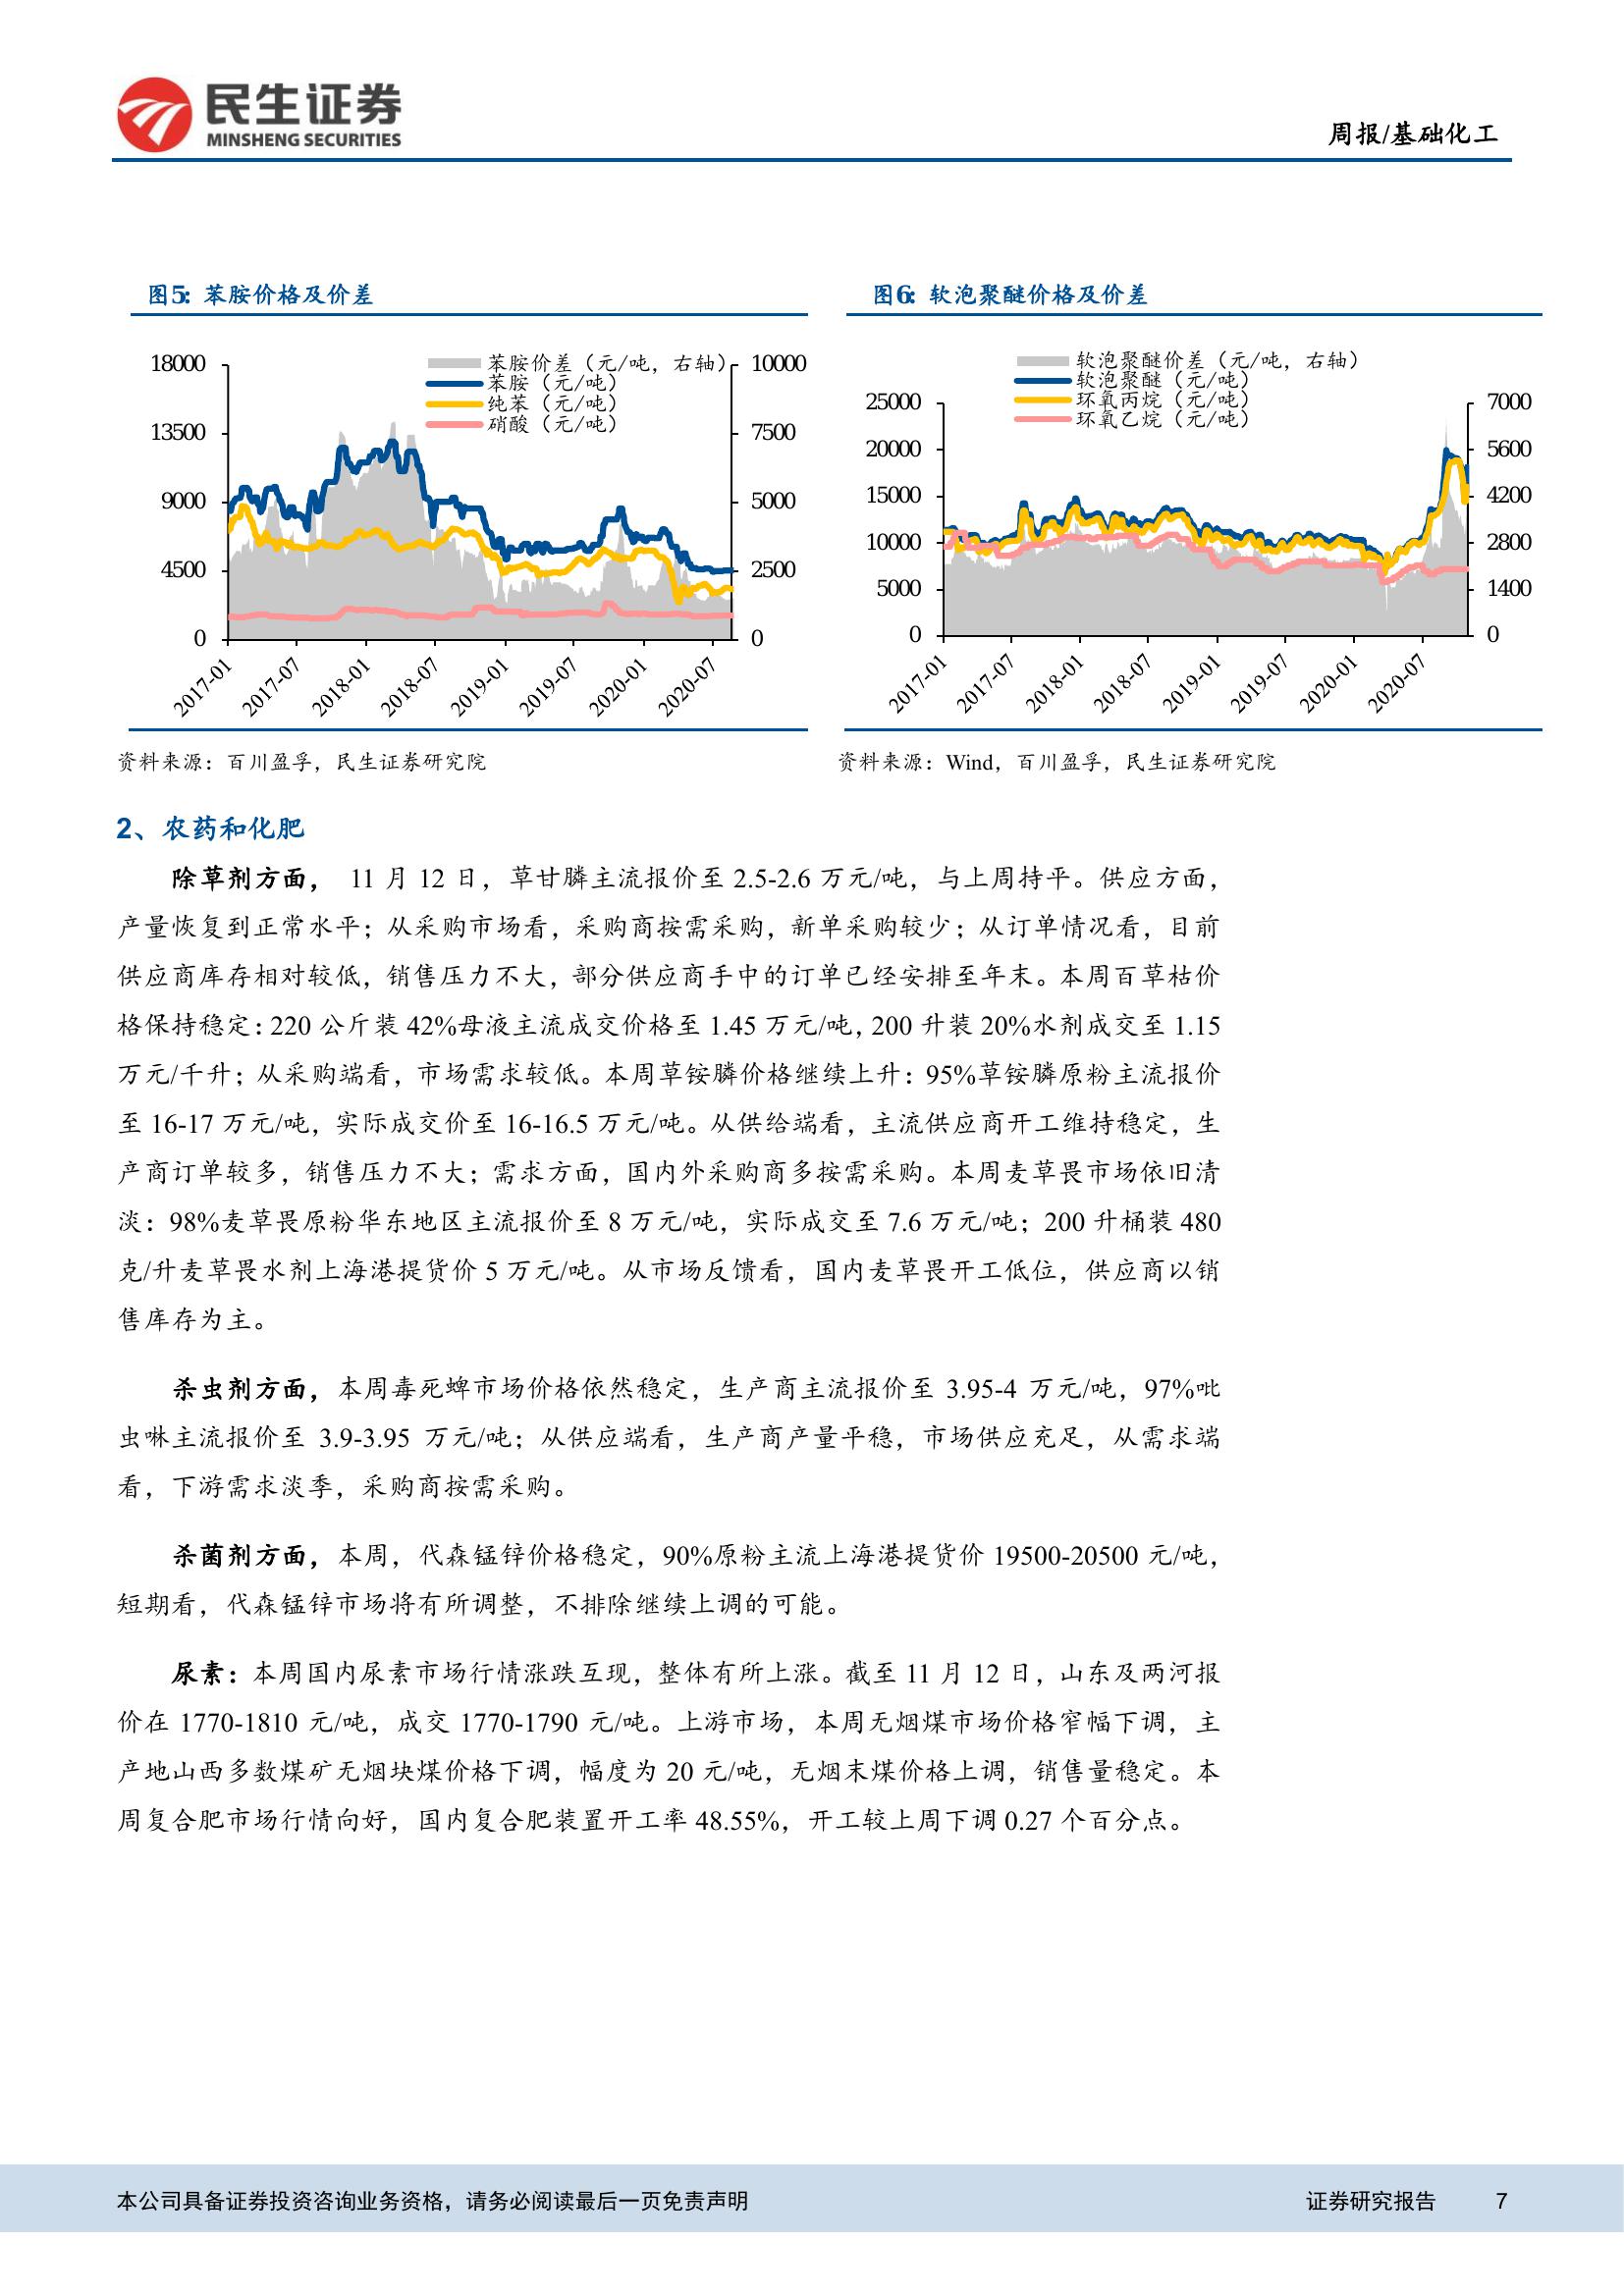 民生证券
MINSHENG SECURITIES
周报/基础化工
图5: 苯胺价格及价差
18000
13500
9000
4500
0
苯胺价差（元/吨，右轴）
苯胺（元/吨）
纯苯（元/吨）
硝酸（元/吨）
10000
7500
5000
2500
0
2017-01
2017-07
2018-01
2018-07
2019-01
2019-07
2020-01
2020-07
资料来源：百川盈孚，民生证券研究院
图6: 软泡聚醚价格及价差
25000
20000
15000
10000
5000
0
软泡聚醚价差（元/吨，右轴）
软泡聚醚（元/吨）
环氧丙烷（元/吨）
环氧乙烷（元/吨）
7000
5600
4200
2800
1400
0
2017-01
2017-07
2018-01
2018-07
2019-01
2019-07
2020-01
2020-07
资料来源：Wind，百川盈孚，民生证券研究院
2、农药和化肥
除草剂方面， 11 月 12 日，草甘膦主流报价至 2.5-2.6 万元/吨，与上周持平。供应方面，
产量恢复到正常水平；从采购市场看，采购商按需采购，新单采购较少；从订单情况看，目前
供应商库存相对较低，销售压力不大，部分供应商手中的订单已经安排至年末。本周百草枯价
格保持稳定：220 公斤装 42%母液主流成交价格至 1.45 万元/吨，200 升装 20%水剂成交至 1.15
万元/千升；从采购端看，市场需求较低。本周草铵膦价格继续上升：95%草铵膦原粉主流报价
至 16-17 万元/吨，实际成交价至 16-16.5 万元/吨。从供给端看，主流供应商开工维持稳定，生
产商订单较多，销售压力不大；需求方面，国内外采购商多按需采购。本周麦草畏市场依旧清
淡：98%麦草畏原粉华东地区主流报价至 8 万元/吨，实际成交至 7.6 万元/吨；200 升桶装 480
克/升麦草畏水剂上海港提货价 5 万元/吨。从市场反馈看，国内麦草畏开工低位，供应商以销
售库存为主。
杀虫剂方面，本周毒死蜱市场价格依然稳定，生产商主流报价至 3.95-4 万元/吨，97%吡
虫啉主流报价至 3.9-3.95 万元/吨；从供应端看，生产商产量平稳，市场供应充足，从需求端
看，下游需求淡季，采购商按需采购。
杀菌剂方面，本周，代森锰锌价格稳定，90%原粉主流上海港提货价 19500-20500 元/吨，
短期看，代森锰锌市场将有所调整，不排除继续上调的可能。
尿素：本周国内尿素市场行情涨跌互现，整体有所上涨。截至 11 月 12 日，山东及两河报
价在 1770-1810 元/吨，成交 1770-1790 元/吨。上游市场，本周无烟煤市场价格窄幅下调，主
产地山西多数煤矿无烟块煤价格下调，幅度为 20 元/吨，无烟末煤价格上调，销售量稳定。本
周复合肥市场行情向好，国内复合肥装置开工率 48.55%，开工较上周下调 0.27 个百分点。
本公司具备证券投资咨询业务资格，请务必阅读最后一页免责声明
证券研究报告 7